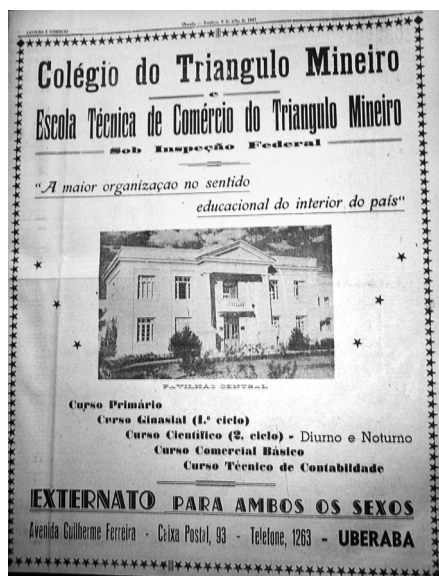 LAVOURA E COMERCIO
Colégio do Triangulo Mineiro
e
Escola Técnica de Comércio do Triangulo Mineiro
Sob Inspeção Federal
"A maior organizaçao no sentido
educacional do interior do país"
PAVILHÃO CENTRAL
Curso Primário
Curso Ginasial (1.º ciclo)
Curso Científico (2. ciclo) - Diurno e Noturno
Curso Comercial Básico
Curso Técnico de Contabildade
EXTERNATO PARA AMBOS OS SEXOS
Avenida Guilherme Ferreira - Caixa Postal, 93 - Telefone, 1263 - UBERABA